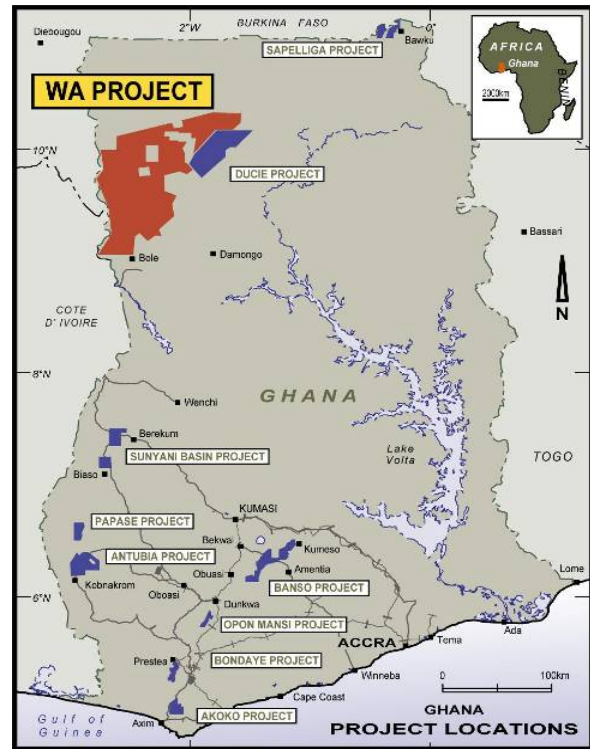 2°W
BURKINA FASO
0°
Diebougou
Bawku
SAPELLIGA PROJECT
AFRICA
Ghana
BENIN
2000km
WA PROJECT
10°N
DUCIE PROJECT
Bassari
Bole
Damongo
N
COTE
D' IVOIRE
8°N
GHANA
Wenchi
Berekum
SUNYANI BASIN PROJECT
Biaso
Lake
Volta
TOGO
PAPASE PROJECT
KUMASI
ANTUBIA PROJECT
Bekwai
Kumeso
Obuasi
Amentia
Lome
Kobnakrom
Oboasi
BANSO PROJECT
6°N
Dunkwa
OPON MANSI PROJECT
Ada
ACCRA
Tema
Prestea
BONDAYE PROJECT
Winneba
0
100km
Cape Coast
Gulf of
Guinea
Axim
AKOKO PROJECT
GHANA
PROJECT LOCATIONS